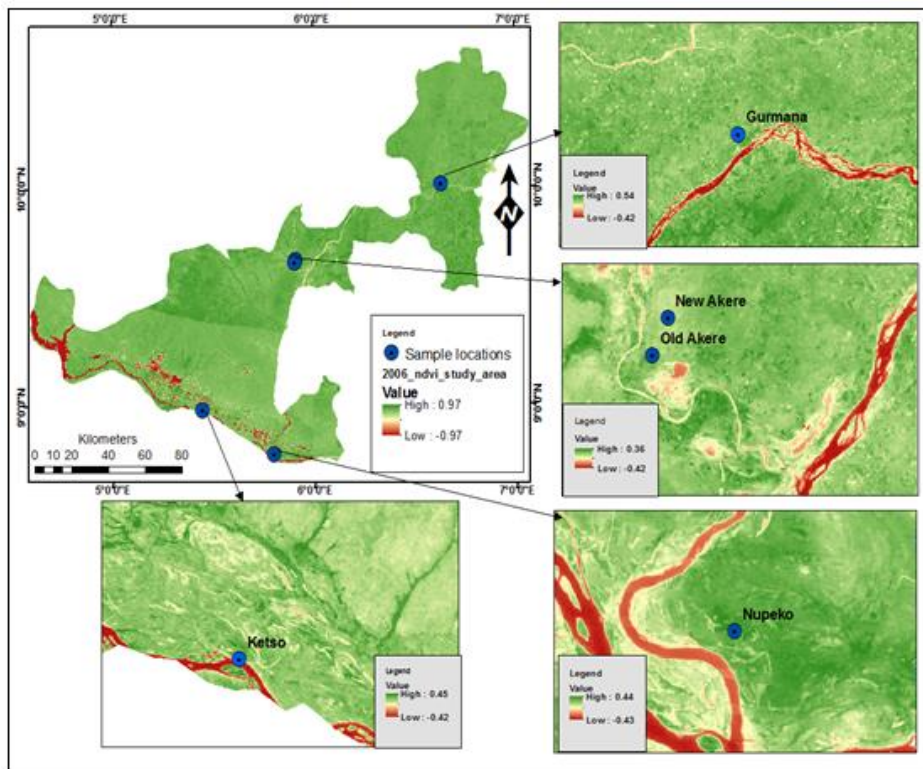 5°0'0"E 6°0'0"E 7°0'0"E
10°0'0"N
10°0'0"N
9°0'0"N
9°0'0"N
N
Legend
Sample locations
2006_ndvi_study_area
Value
High : 0.97
Low : -0.97
Kilometers
0 10 20 40 60 80
5°0'0"E 6°0'0"E 7°0'0"E
Gurmana
Legend
Value
High : 0.54
Low : -0.42
New Akere
Old Akere
Legend
Value
High : 0.36
Low : -0.42
Ketso
Legend
Value
High : 0.45
Low : -0.42
Nupeko
Legend
Value
High : 0.44
Low : -0.43